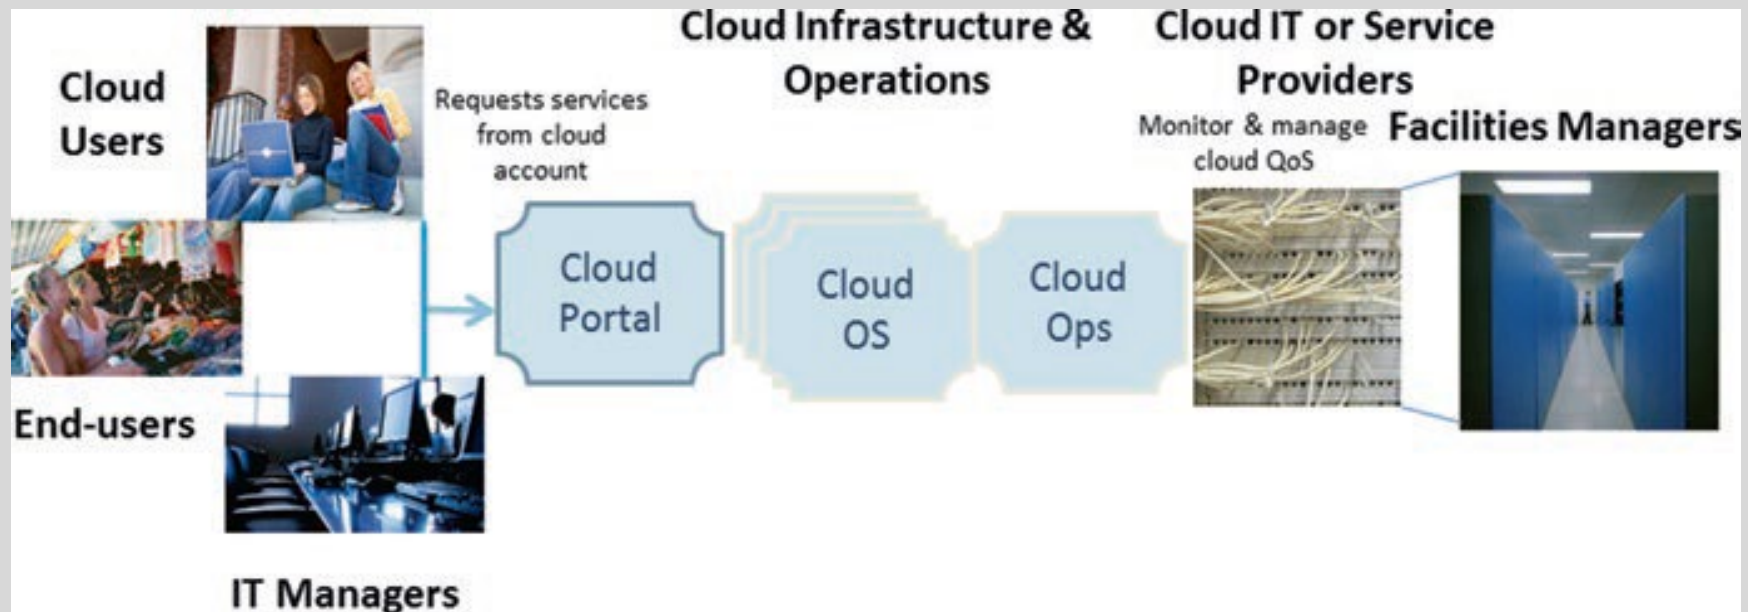 Cloud
Users
Requests services
from cloud
account
End-users
IT Managers
Cloud Infrastructure &
Operations
Cloud
Portal
Cloud
OS
Cloud
Ops
Cloud IT or Service
Providers
Monitor & manage
cloud QoS
Facilities Managers